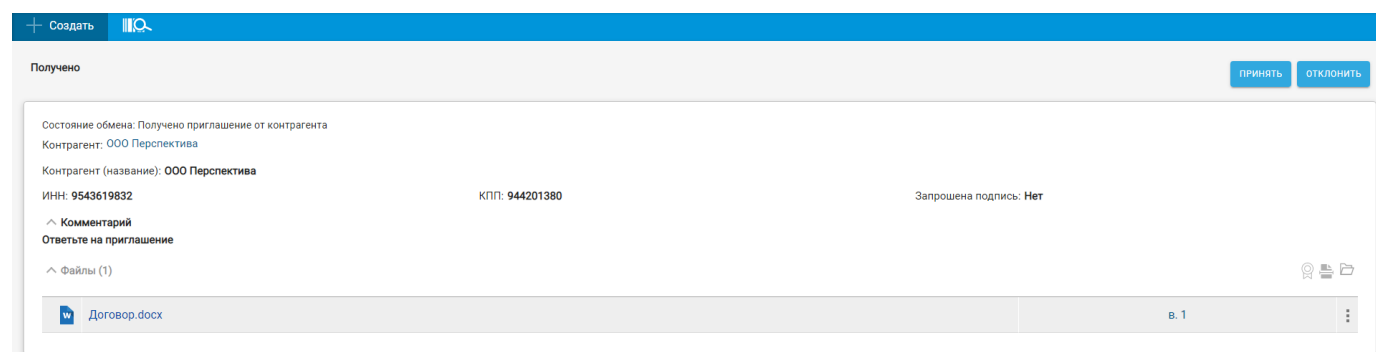 Создать
Получено
ПРИНЯТЬ ОТКЛОНИТЬ
Состояние обмена: Получено приглашение от контрагента
Контрагент: ООО Перспектива
Контрагент (название): ООО Перспектива
ИНН: 9543619832 КПП: 944201380 Запрошена подпись: Нет
Комментарий
Ответьте на приглашение
Файлы (1)
Договор.docx в. 1